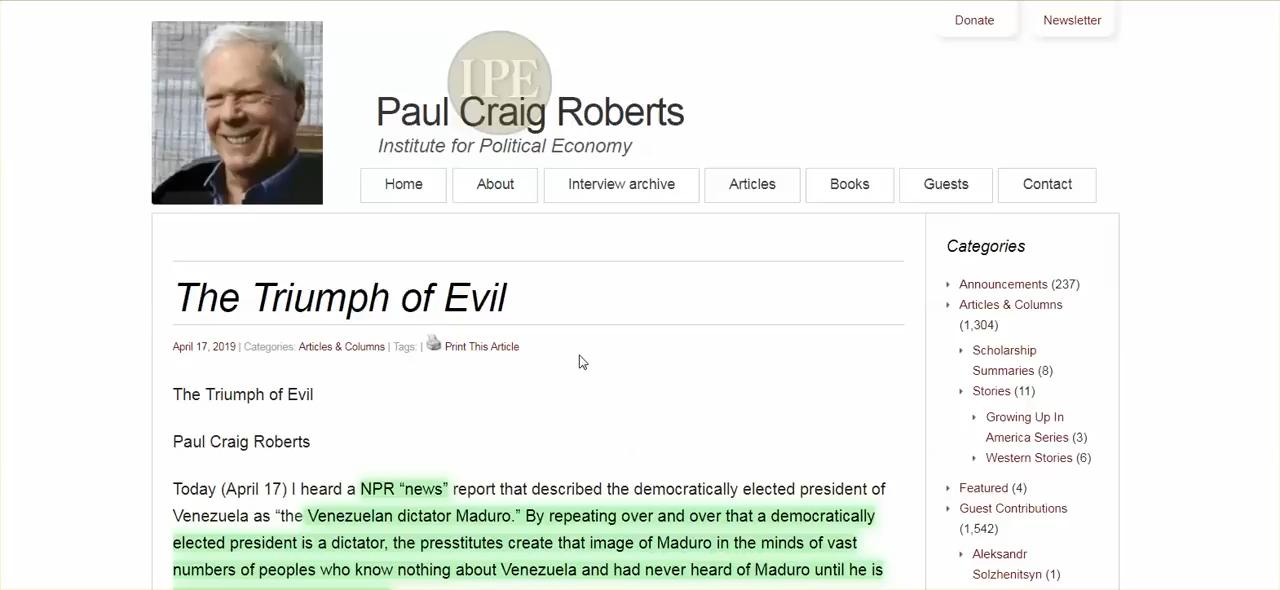 Donate
Newsletter
IPE
Paul Craig Roberts
Institute for Political Economy
Home
About
Interview archive
Articles
Books
Guests
Contact
The Triumph of Evil
April 17, 2019 | Categories: Articles & Columns | Tags: | Print This Article
The Triumph of Evil
Paul Craig Roberts
Today (April 17) I heard a NPR “news” report that described the democratically elected president of
Venezuela as “the Venezuelan dictator Maduro.” By repeating over and over that a democratically
elected president is a dictator, the presstitutes create that image of Maduro in the minds of vast
numbers of peoples who know nothing about Venezuela and had never heard of Maduro until he is
Categories
Announcements (237)
Articles & Columns
(1,304)
Scholarship
Summaries (8)
Stories (11)
Growing Up In
America Series (3)
Western Stories (6)
Featured (4)
Guest Contributions
(1,542)
Aleksandr
Solzhenitsyn (1)